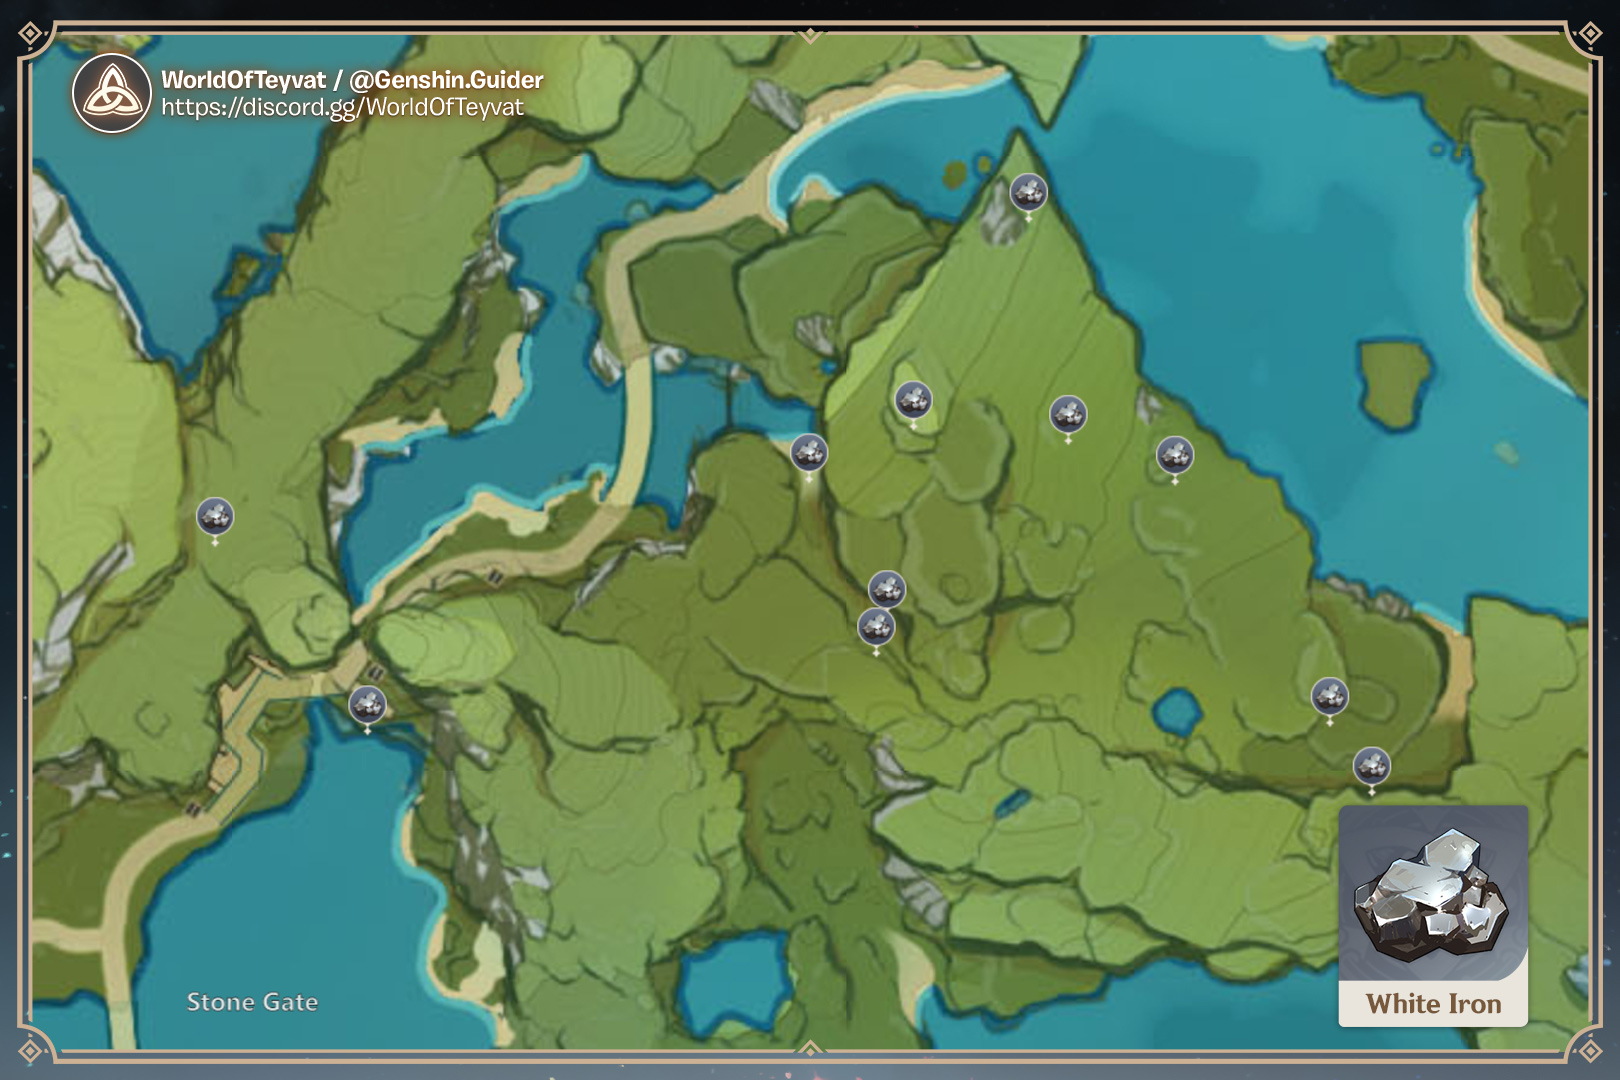 WorldOfTeyvat / @Genshin.Guider
https://discord.gg/WorldOfTeyvat
Stone Gate
White Iron